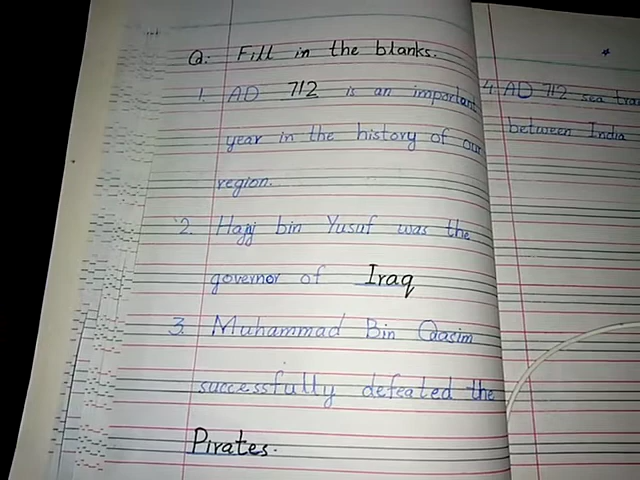 Q: Fill in the blanks.
1. AD 712 is an important
year in the history of our
region.
2. Hajj bin Yusuf was the
governor of Iraq
3. Muhammad Bin Qaasim
successfully defeated the
Pirates.
4. AD 712 sea
between India